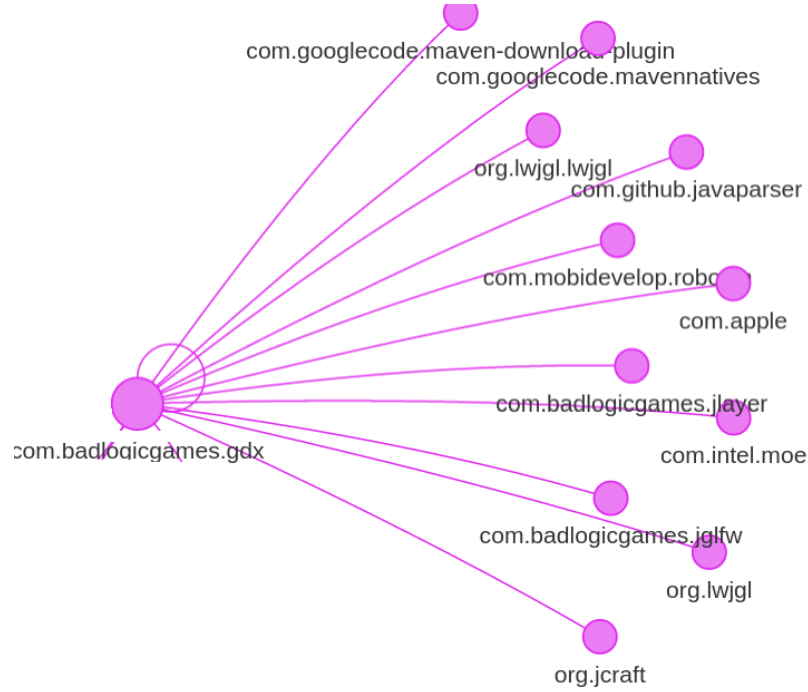 com.googlecode.maven-download-plugin
com.googlecode.mavennatives
org.lwjgl.lwjgl
com.github.javaparser
com.apple
com.badlogicgames.jlayer
com.badlogicgames.gdx
com.intel.moe
com.badlogicgames.jglfw
org.lwjgl
org.jcraft